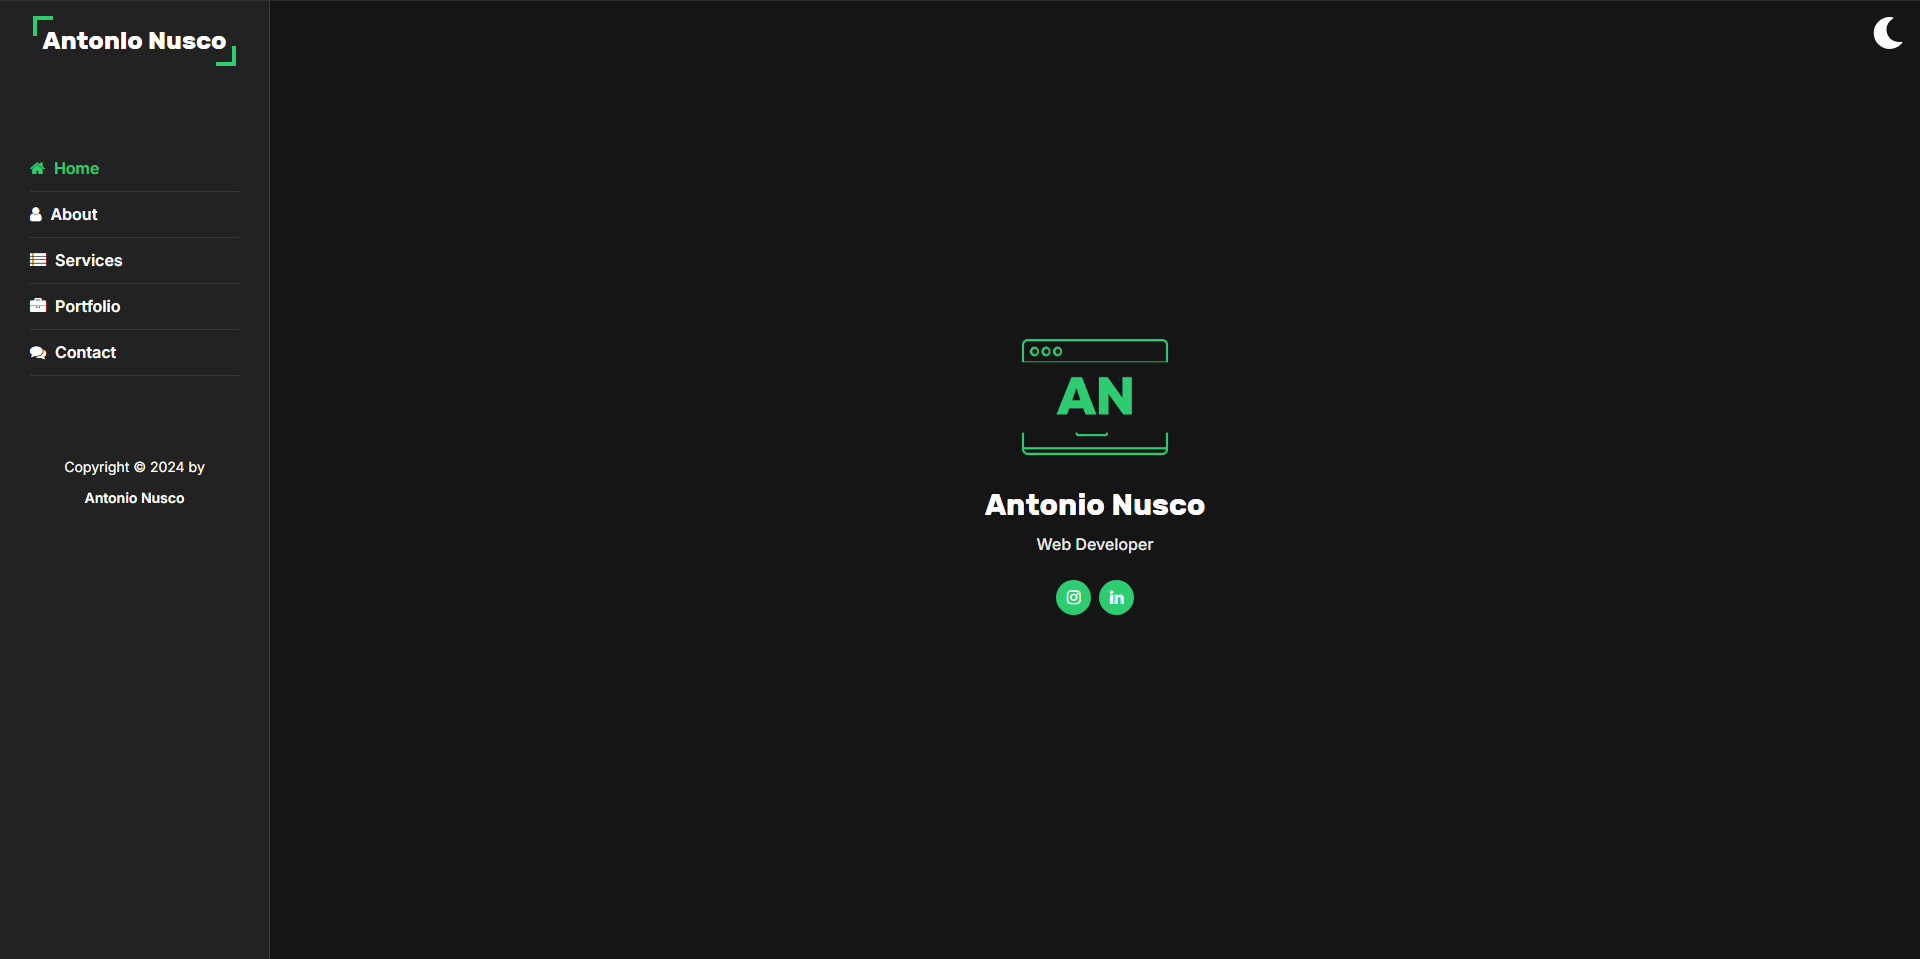 Antonio Nusco
Home
About
Services
Portfolio
Contact
Copyright © 2024 by
Antonio Nusco
AN
Antonio Nusco
Web Developer
in